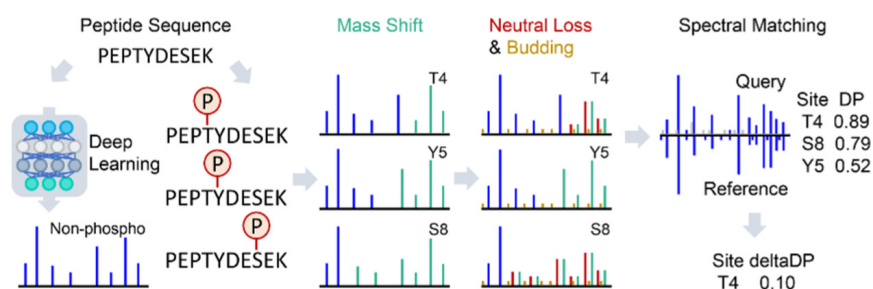 Peptide Sequence
PEPTYDESEK
Deep
Learning
Non-phospho
P
PEPTYDESEK
P
PEPTYDESEK
P
PEPTYDESEK
Mass Shift
T4
Y5
S8
Neutral Loss
& Budding
T4
Y5
S8
Spectral Matching
Query
Reference
Site DP
T4 0.89
S8 0.79
Y5 0.52
Site deltaDP
T4 0.10